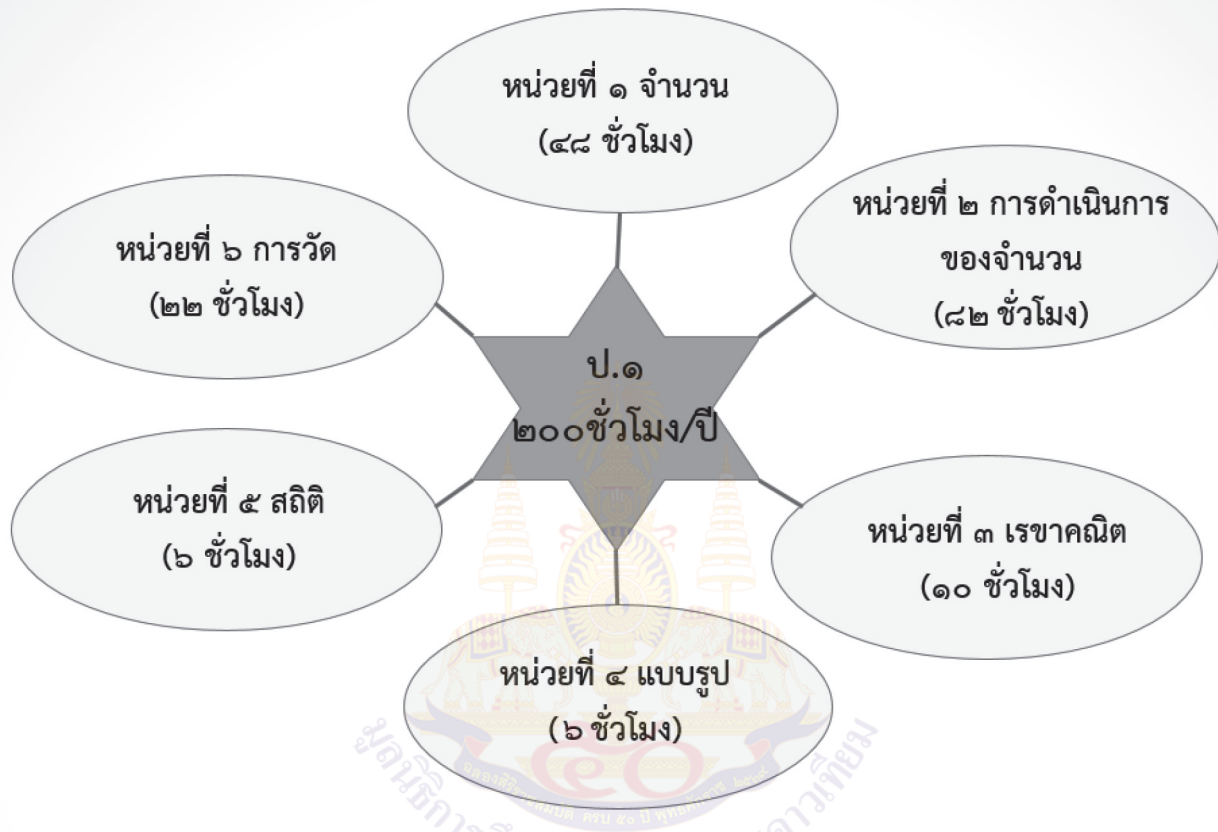 หน่วยที่ ๑ จำนวน
(๔๘ ชั่วโมง)
หน่วยที่ ๒ การดำเนินการ
ของจำนวน
(๘๒ ชั่วโมง)
หน่วยที่ ๖ การวัด
(๒๒ ชั่วโมง)
ป.๑
๒๐๐ชั่วโมง/ปี
หน่วยที่ ๕ สถิติ
(๖ ชั่วโมง)
หน่วยที่ ๓ เรขาคณิต
(๑๐ ชั่วโมง)
หน่วยที่ ๔ แบบรูป
(๖ ชั่วโมง)
๕๐